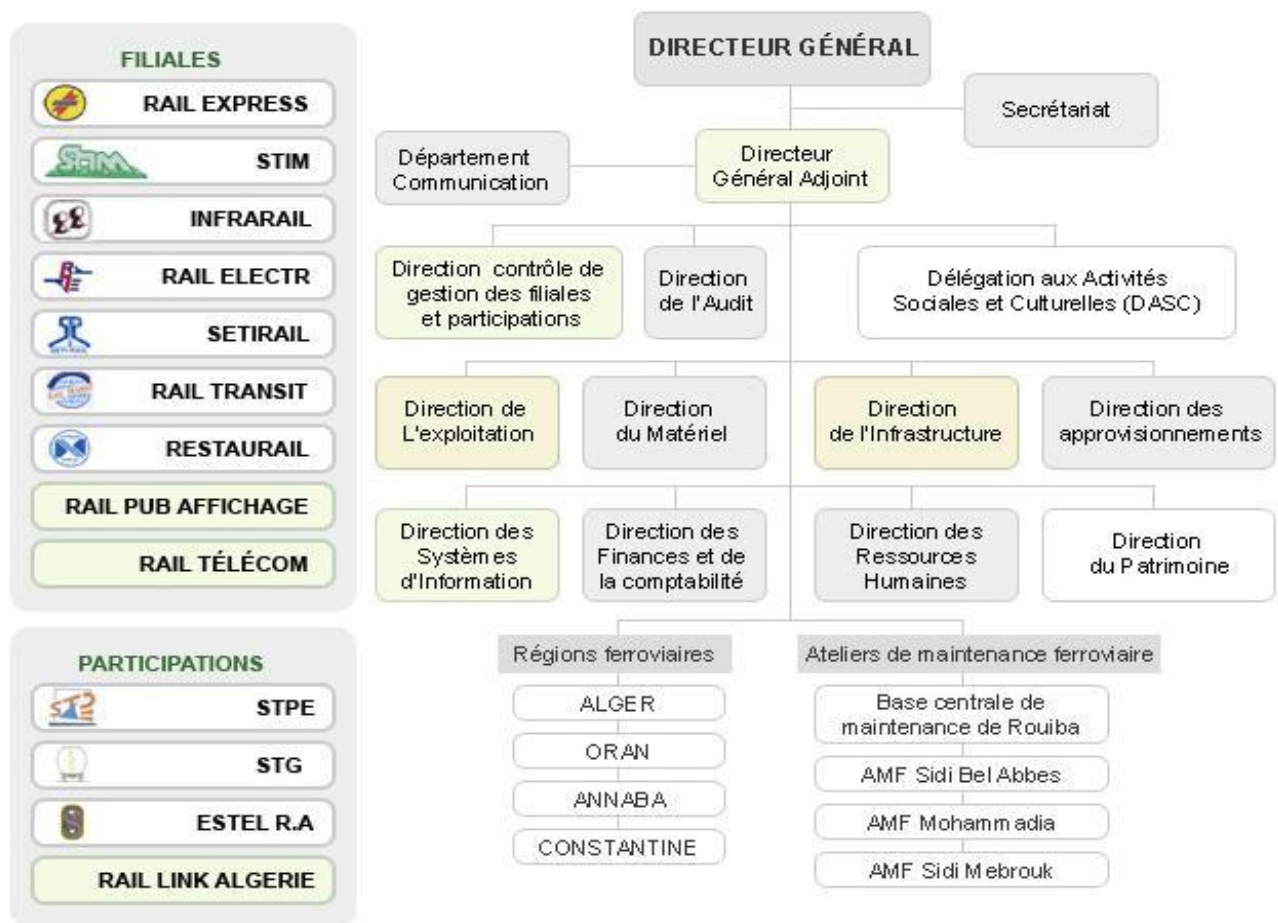 FILIALES
RAIL EXPRESS
STIM
INFRARAIL
RAIL ELECTR
SETIRAIL
RAIL TRANSIT
RESTAURAIL
RAIL PUB AFFICHAGE
RAIL TÉLÉCOM
PARTICIPATIONS
STPE
STG
ESTEL R.A
RAIL LINK ALGERIE
DIRECTEUR GÉNÉRAL
Secrétariat
Département
Communication
Directeur
Général Adjoint
Direction contrôle de
gestion des filiales
et participations
Direction
de l'Audit
Délégation aux Activités
Sociales et Culturelles (DASC)
Direction de
L'exploitation
Direction
du Matériel
Direction
de l'Infrastructure
Direction des
approvisionnements
Direction des
Systèmes
d'Information
Direction des
Finances et de
la comptabilité
Direction des
Ressources
Humaines
Direction
du Patrimoine
Régions ferroviaires
ALGER
ORAN
ANNABA
CONSTANTINE
Ateliers de maintenance ferroviaire
Base centrale de
maintenance de Rouiba
AMF Sidi Bel Abbes
AMF Mohammadia
AMF Sidi Mebrouk